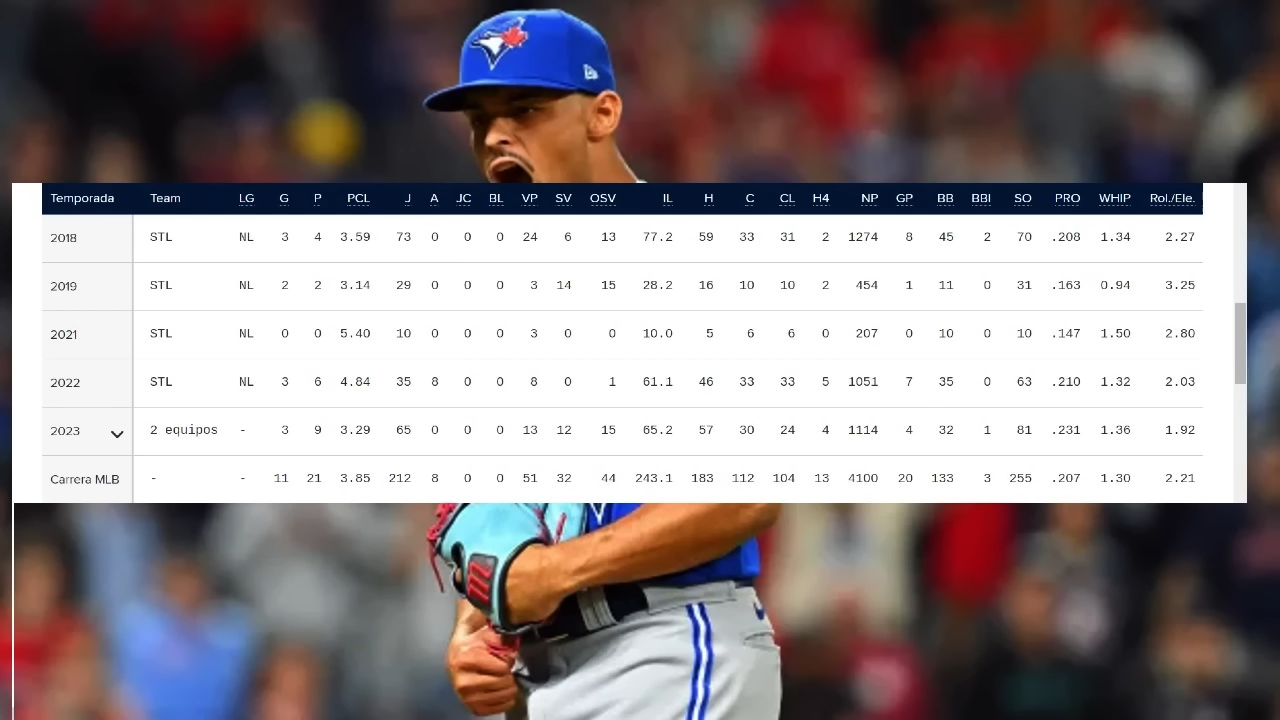 Temporada Team LG G P PCL J A JC BL VP SV OSV IL H C CL H4 NP GP BB BBI SO PRO WHIP Rol./Ele.
2018 STL NL 3 4 3.59 73 0 0 0 24 6 13 77.2 59 33 31 2 1274 8 45 2 70 .208 1.34 2.27
2019 STL NL 2 2 3.14 29 0 0 0 3 14 15 28.2 16 10 10 2 454 1 11 0 31 .163 0.94 3.25
2021 STL NL 0 0 5.40 10 0 0 0 3 0 0 10.0 5 6 6 0 207 0 10 0 10 .147 1.50 2.80
2022 STL NL 3 6 4.84 35 8 0 0 8 0 1 61.1 46 33 33 5 1051 7 35 0 63 .210 1.32 2.03
2023 2 equipos - 3 9 3.29 65 0 0 0 13 12 15 65.2 57 30 24 4 1114 4 32 1 81 .231 1.36 1.92
Carrera MLB - - 11 21 3.85 212 8 0 0 51 32 44 243.1 183 112 104 13 4100 20 133 3 255 .207 1.30 2.21